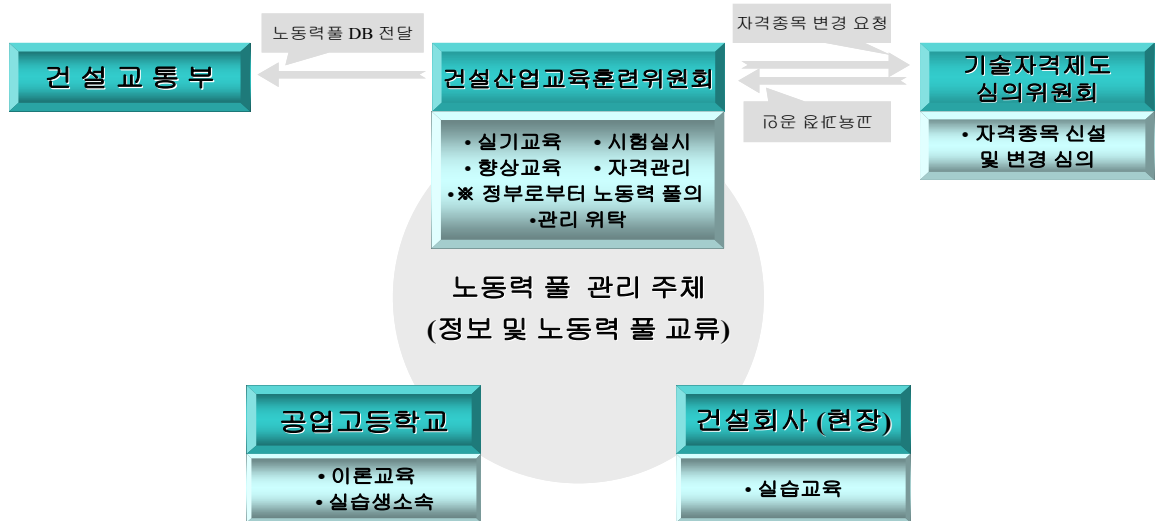 노동력풀 DB 전달
자격종목 변경 요청
건 설 교 통 부
건설산업교육훈련위원회
기술자격제도
심의위원회
교육과정 운인
• 실기교육 • 시험실시
• 향상교육 • 자격관리
•※ 정부로부터 노동력 풀의
•관리 위탁
• 자격종목 신설
및 변경 심의
노동력 풀 관리 주체
(정보 및 노동력 풀 교류)
공업고등학교
• 이론교육
• 실습생소속
건설회사 (현장)
• 실습교육